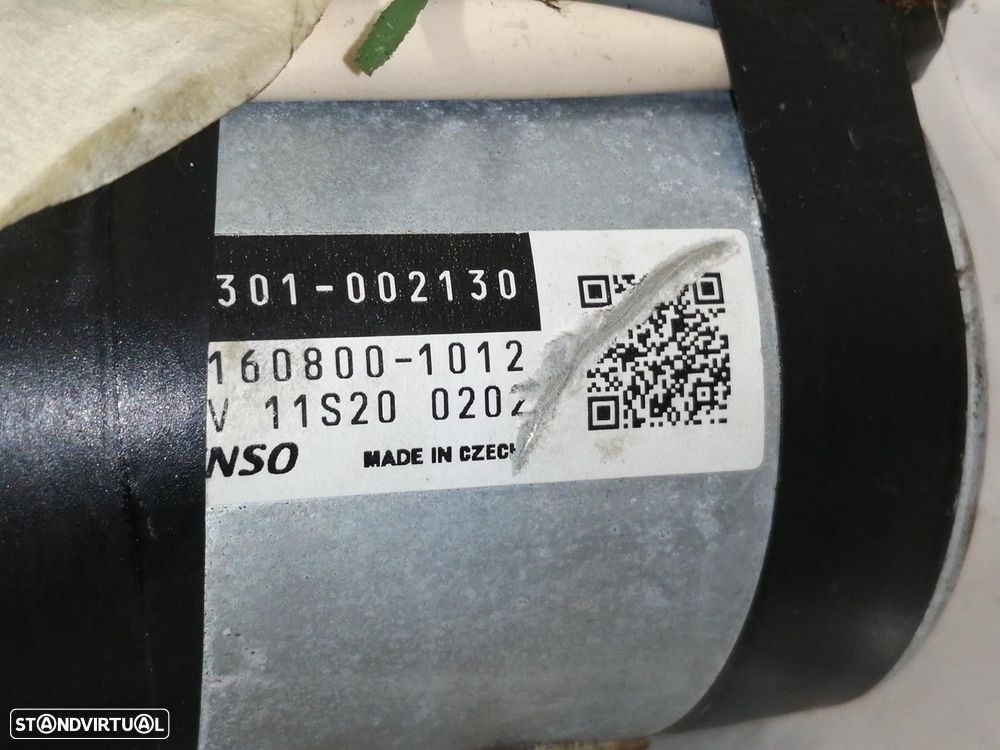 301-002130
160800-1012
V 11S20 0202
NSO
MADE IN CZECH
STANDVIRTUAL